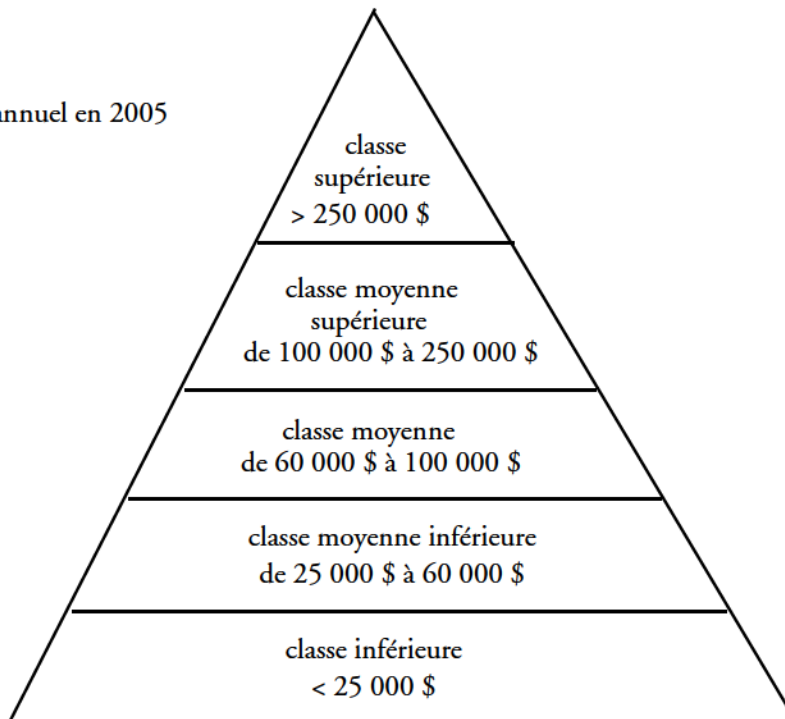 annuel en 2005
classe
supérieure
> 250 000 $
classe moyenne
supérieure
de 100 000 $ à 250 000 $
classe moyenne
de 60 000 $ à 100 000 $
classe moyenne inférieure
de 25 000 $ à 60 000 $
classe inférieure
< 25 000 $